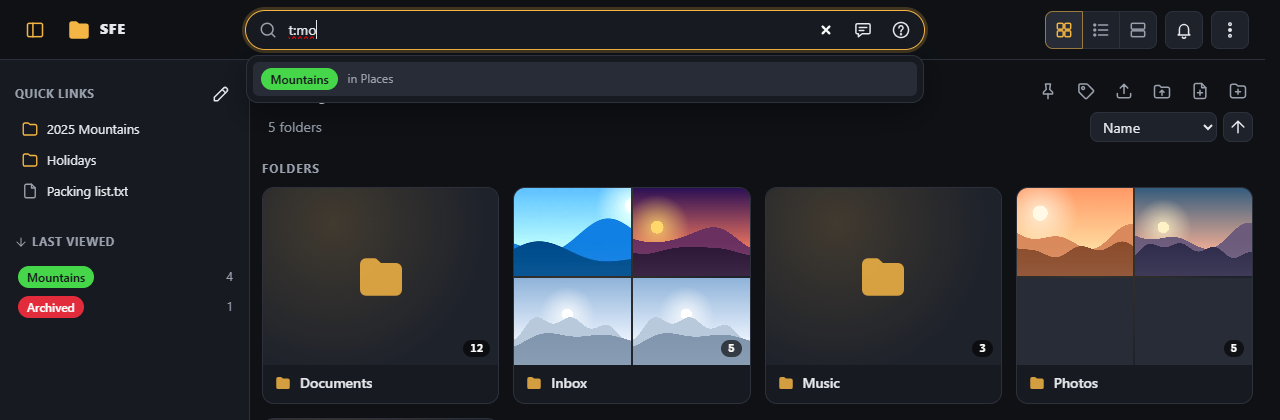 SFE
t:mo
Mountains in Places
QUICK LINKS
2025 Mountains
Holidays
Packing list.txt
LAST VIEWED
Mountains 4
Archived 1
5 folders
Name
FOLDERS
12
Documents
5
Inbox
3
Music
5
Photos